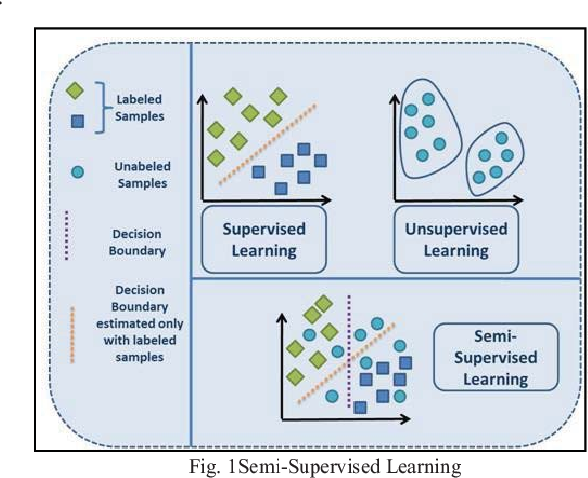 Labeled
Samples
Unabeled
Samples
Decision
Boundary
Decision
Boundary
estimated only
with labeled
samples
Supervised
Learning
Unsupervised
Learning
Semi-
Supervised
Learning
Fig. 1Semi-Supervised Learning